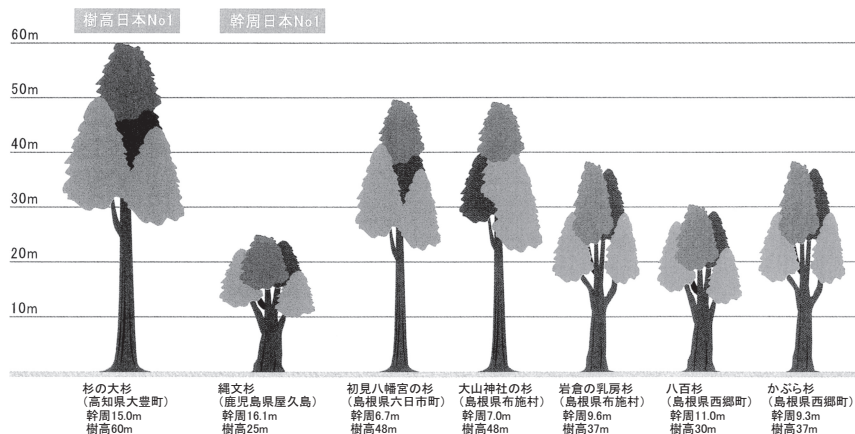 樹高日本No1
幹周日本No1
60m
50m
40m
30m
20m
10m
杉の大杉
（高知県大豊町）
幹周15.0m
樹高60m
縄文杉
（鹿児島県屋久島）
幹周16.1m
樹高25m
初見八幡宮の杉
（島根県六日市町）
幹周6.7m
樹高48m
大山神社の杉
（島根県布施村）
幹周7.0m
樹高48m
岩倉の乳房杉
（島根県布施村）
幹周9.6m
樹高37m
八百杉
（島根県西郷町）
幹周11.0m
樹高30m
かぶら杉
（島根県西郷町）
幹周9.3m
樹高37m